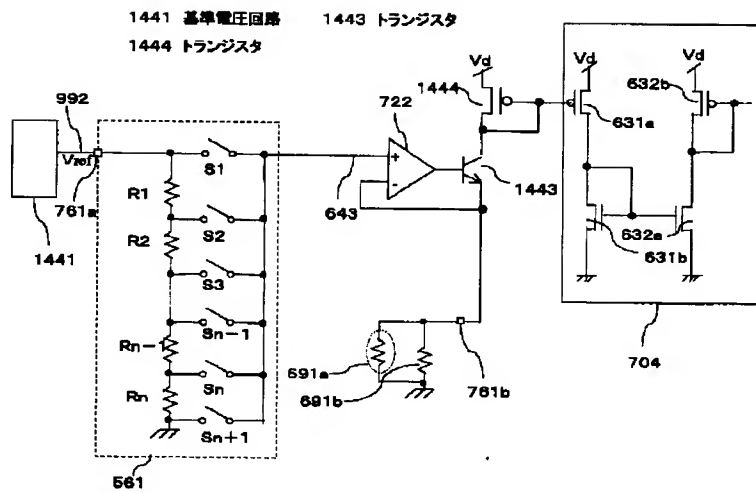 1441 基準電圧回路 1443 トランジスタ
1444 トランジスタ
992
Vref
761a
1441
R1
R2
Rn-1
Rn
S1
S2
S3
Sn-1
Sn
Sn+1
561
722
+
-
643
Vd
1444
1443
691a
691b
761b
Vd
631a
632b
Vd
632a
631b
704